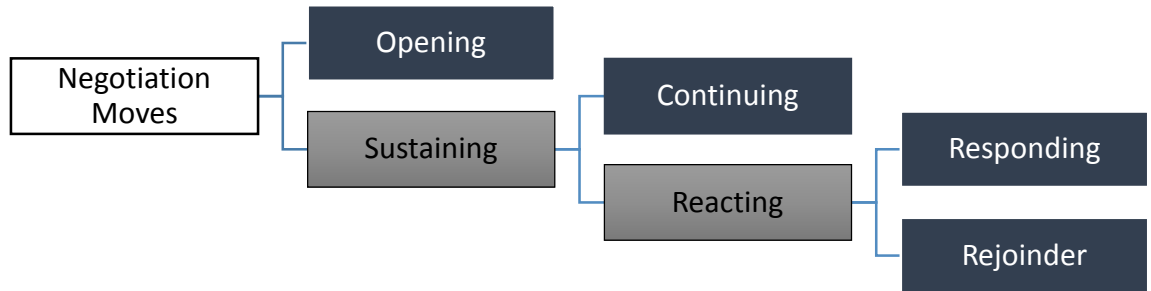 Negotiation
Moves
Opening
Sustaining
Continuing
Reacting
Responding
Rejoinder